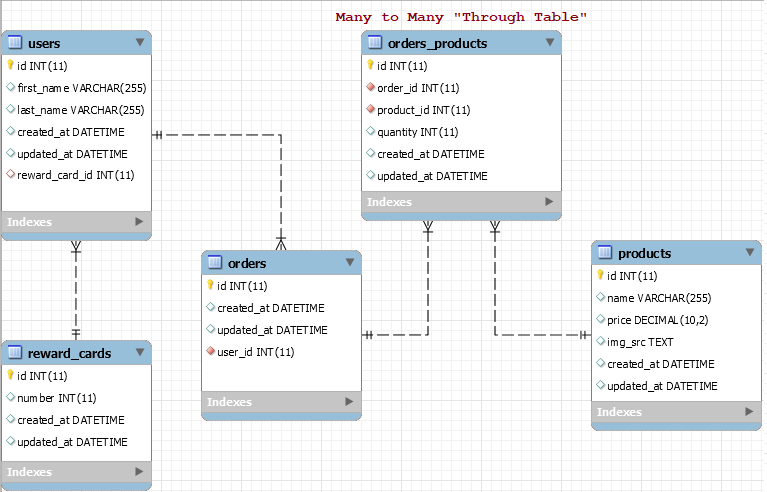 Many to Many "Through Table"
users
id INT(11)
first_name VARCHAR(255)
last_name VARCHAR(255)
created_at DATETIME
updated_at DATETIME
reward_card_id INT(11)
Indexes
orders_products
id INT(11)
order_id INT(11)
product_id INT(11)
quantity INT(11)
created_at DATETIME
updated_at DATETIME
Indexes
orders
id INT(11)
created_at DATETIME
updated_at DATETIME
user_id INT(11)
Indexes
products
id INT(11)
name VARCHAR(255)
price DECIMAL(10,2)
img_src TEXT
created_at DATETIME
updated_at DATETIME
Indexes
reward_cards
id INT(11)
number INT(11)
created_at DATETIME
updated_at DATETIME
Indexes